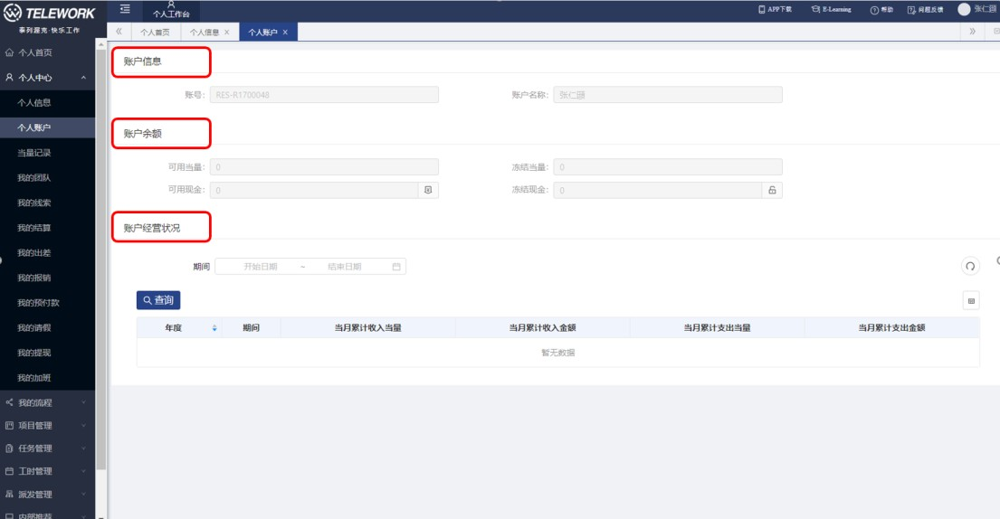 TELEWORK
泰列渥克·快乐工作
个人工作台
APP下载
E-Learning
帮助
问题反馈
张仁颐
个人首页
个人信息 ×
个人账户 ×
个人首页
个人中心
个人信息
个人账户
当量记录
我的团队
我的线索
我的结算
我的出差
我的报销
我的预付款
我的请假
我的提现
我的加班
我的流程
项目管理
任务管理
工时管理
派发管理
内部推荐
账户信息
账号: RES-R1700048
账户名称: 张仁颐
账户余额
可用当量: 0
冻结当量: 0
可用现金: 0
冻结现金: 0
账户经营状况
期间 开始日期 ~ 结束日期
查询
年度 期间 当月累计收入当量 当月累计收入金额 当月累计支出当量 当月累计支出金额
暂无数据